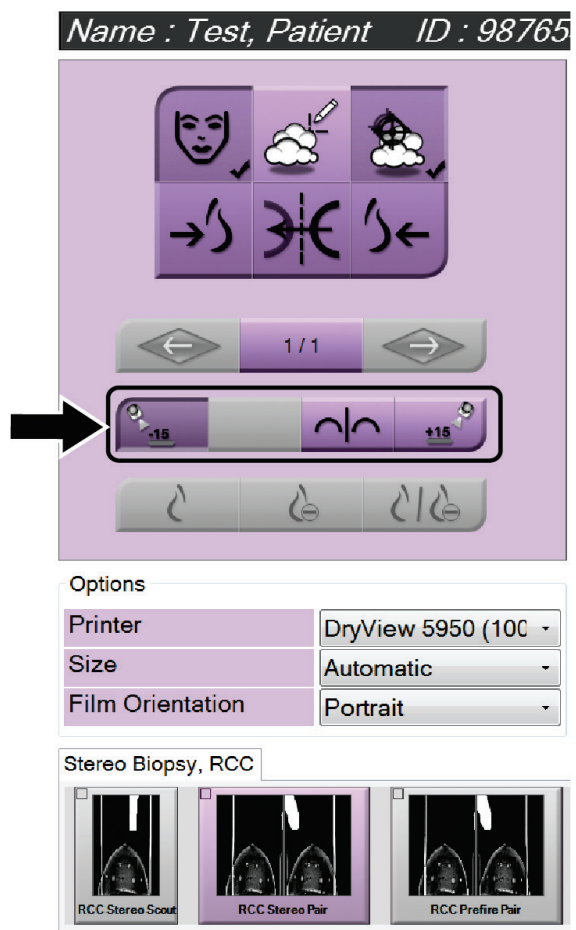 Name : Test, Patient ID : 98765
1 / 1
-15 +15
Options
Printer DryView 5950 (100
Size Automatic
Film Orientation Portrait
Stereo Biopsy, RCC
RCC Stereo Scout RCC Stereo Pair RCC Prefire Pair